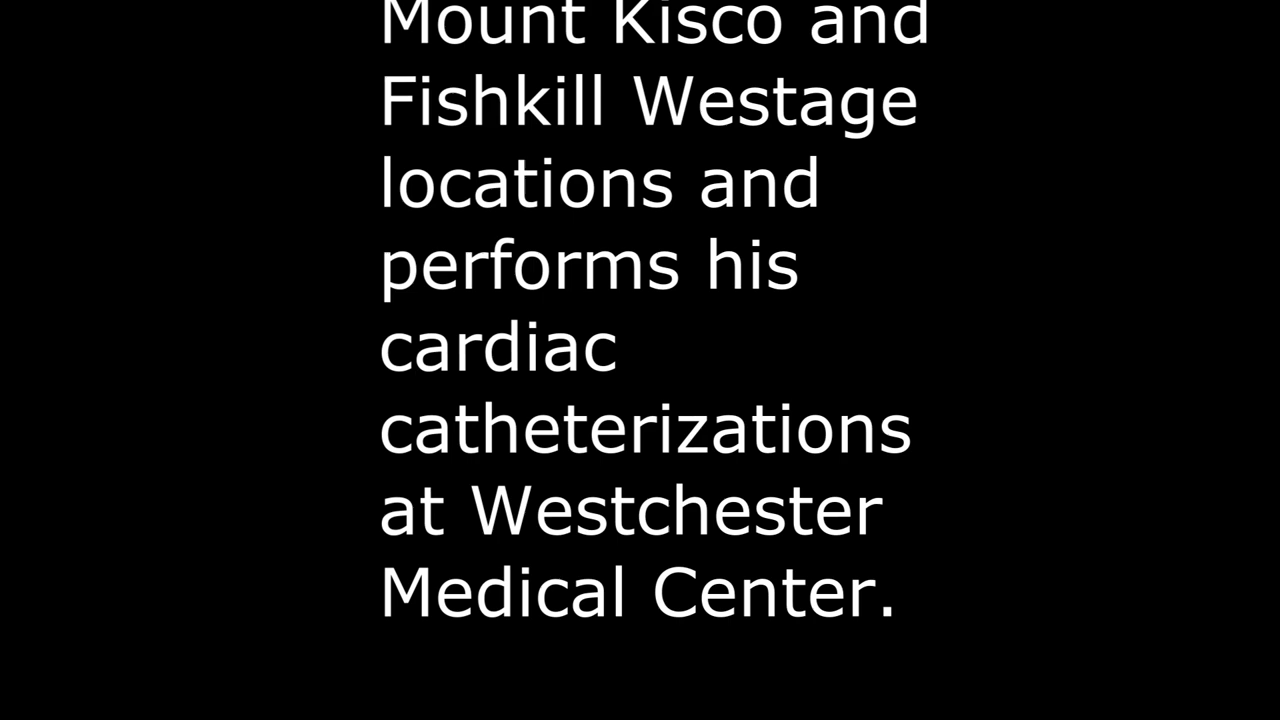 Mount Kisco and
Fishkill Westage
locations and
performs his
cardiac
catheterizations
at Westchester
Medical Center.